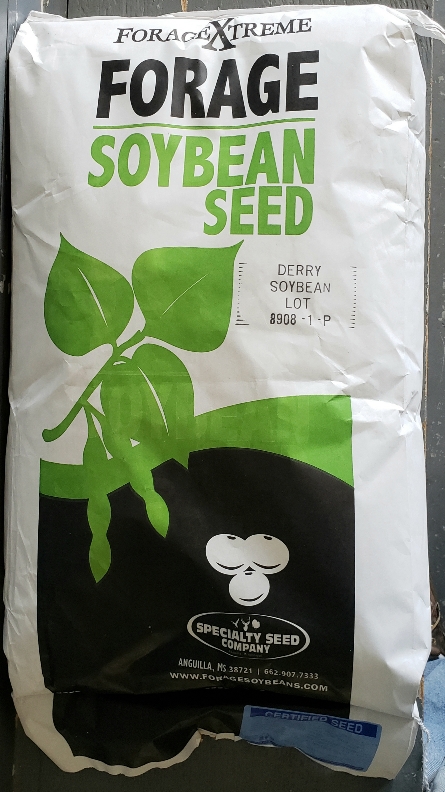 FORAGEXTREME
FORAGE
SOYBEAN
SEED
DERRY
SOYBEAN
LOT
8908 -1 -P
SPECIALTY SEED
COMPANY
ANGUILLA, MS 38721 | 662.907.7333
WWW.FORAGESOYBEANS.COM
CERTIFIED SEED